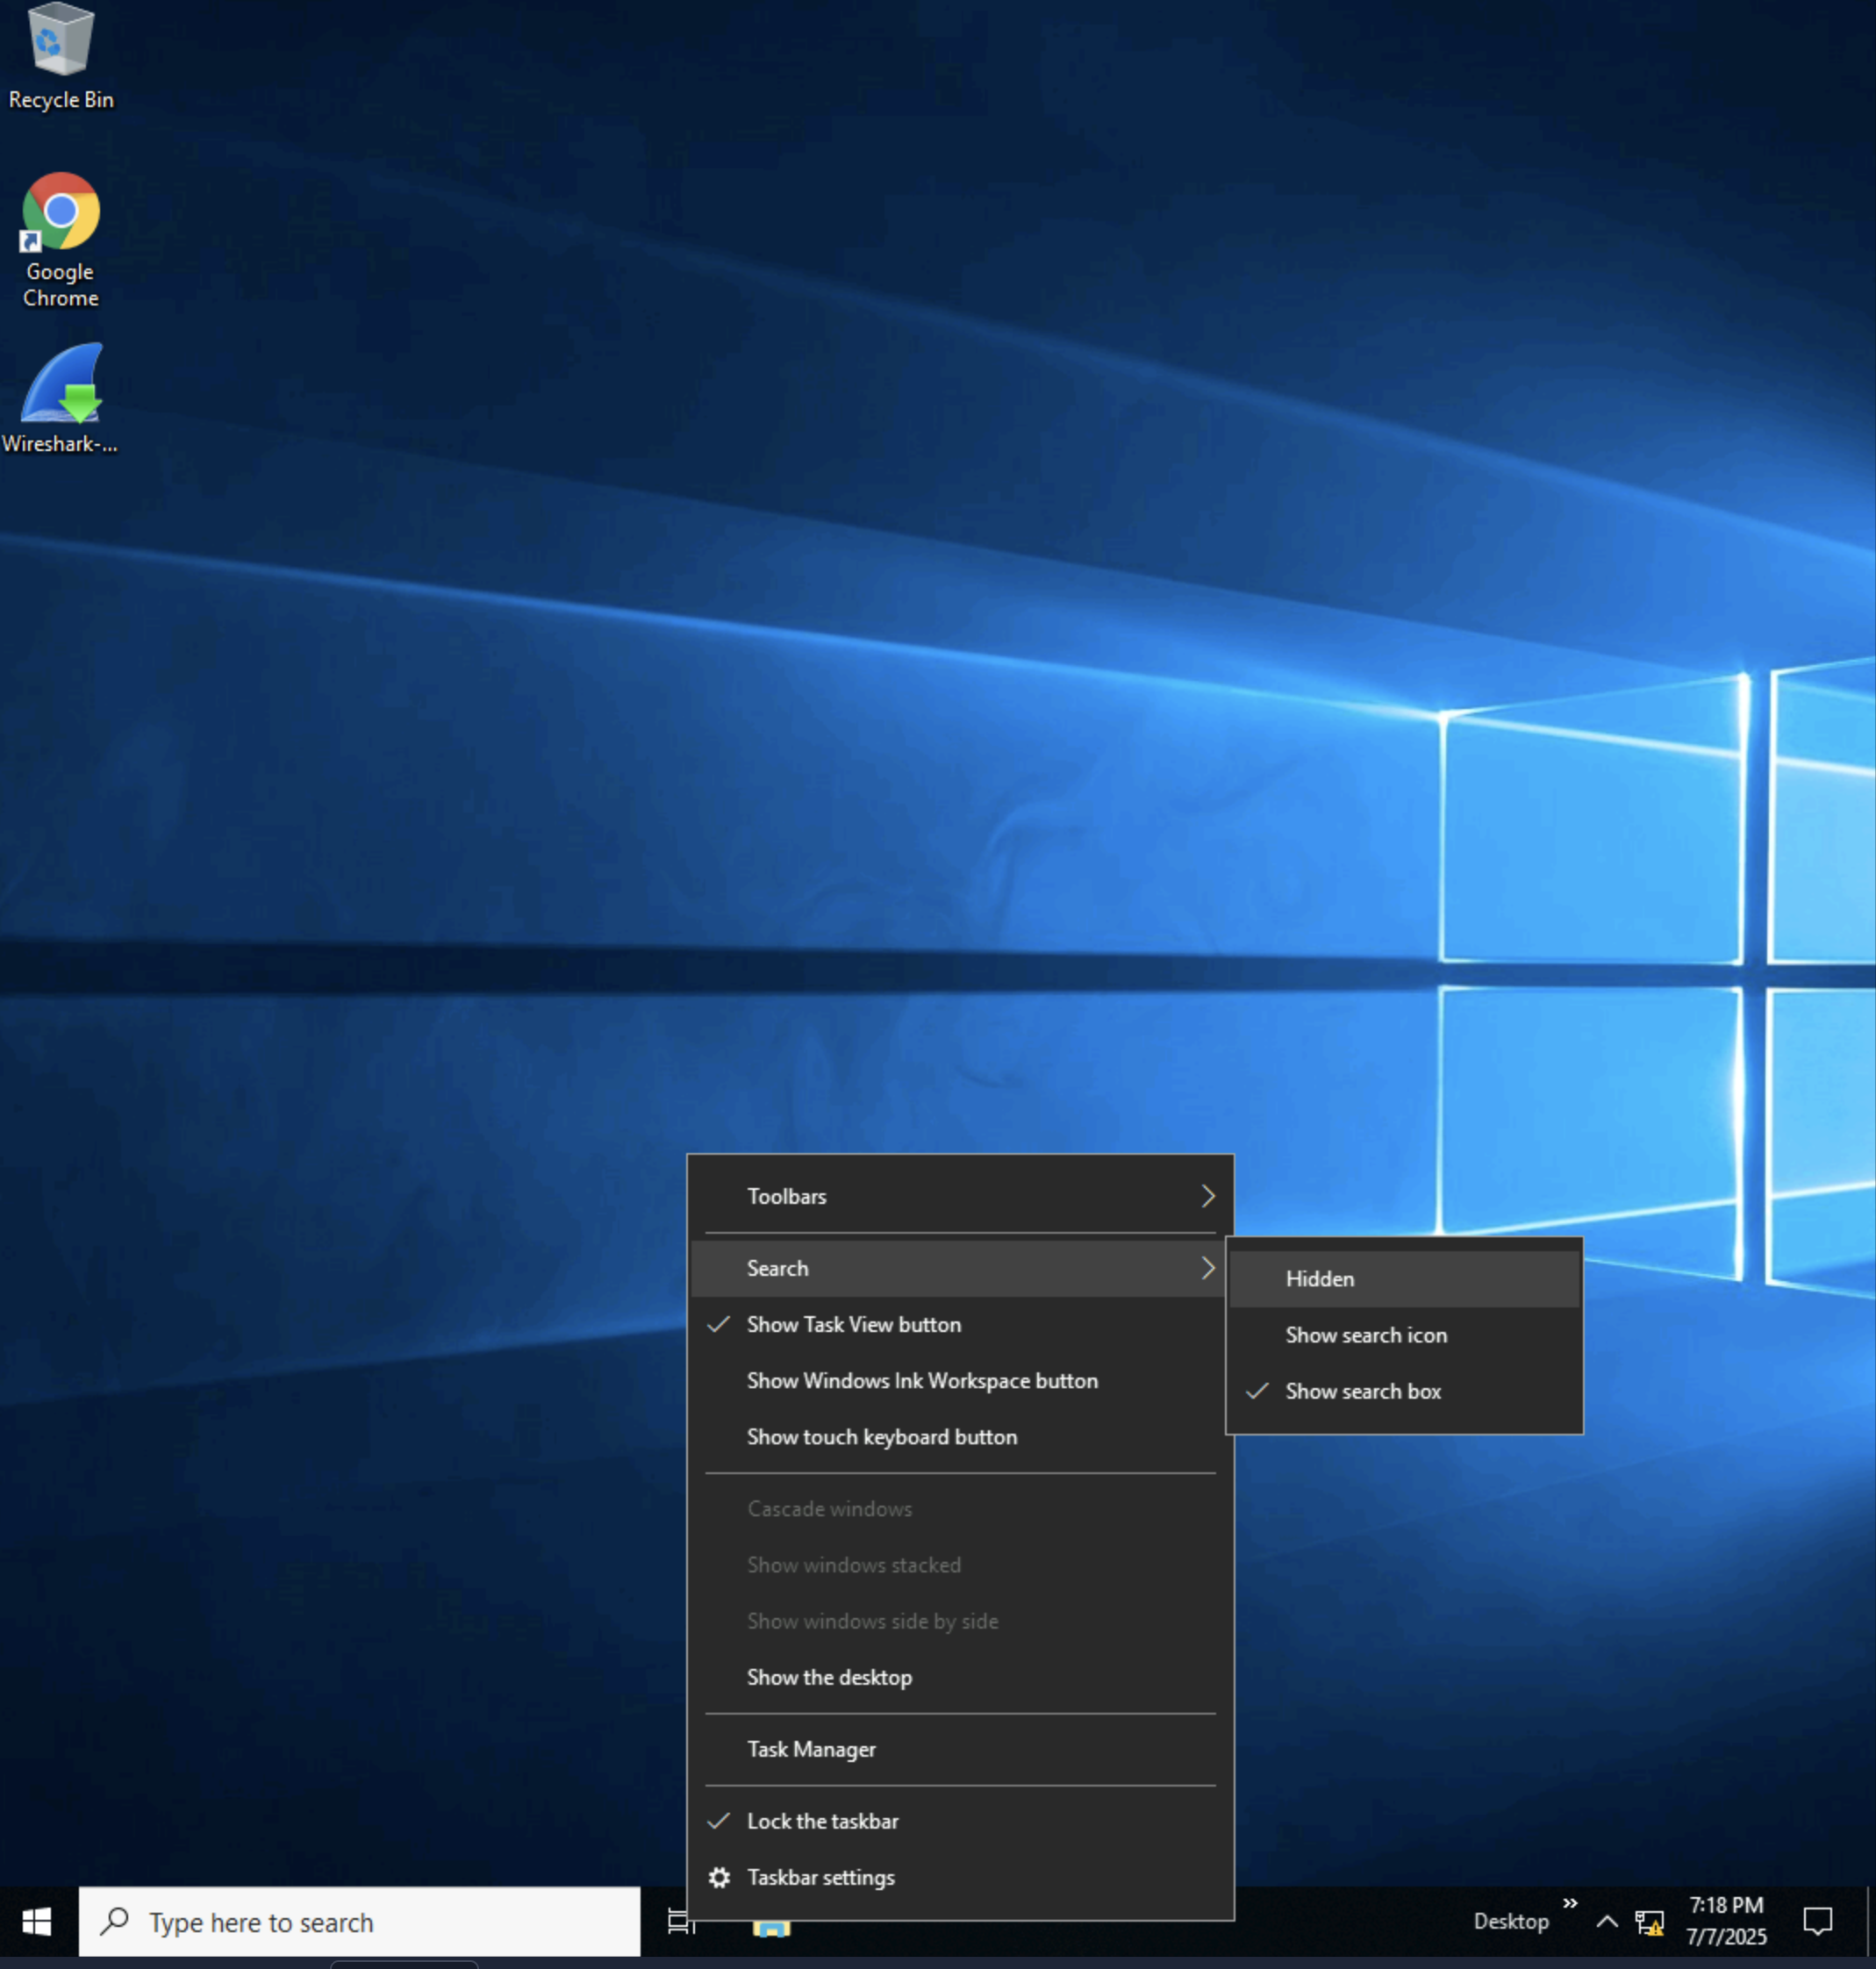 Recycle Bin
Google
Chrome
Wireshark-...
Toolbars
Search
Show Task View button
Show Windows Ink Workspace button
Show touch keyboard button
Cascade windows
Show windows stacked
Show windows side by side
Show the desktop
Task Manager
Lock the taskbar
Taskbar settings
Hidden
Show search icon
Show search box
Type here to search
Desktop
7:18 PM
7/7/2025